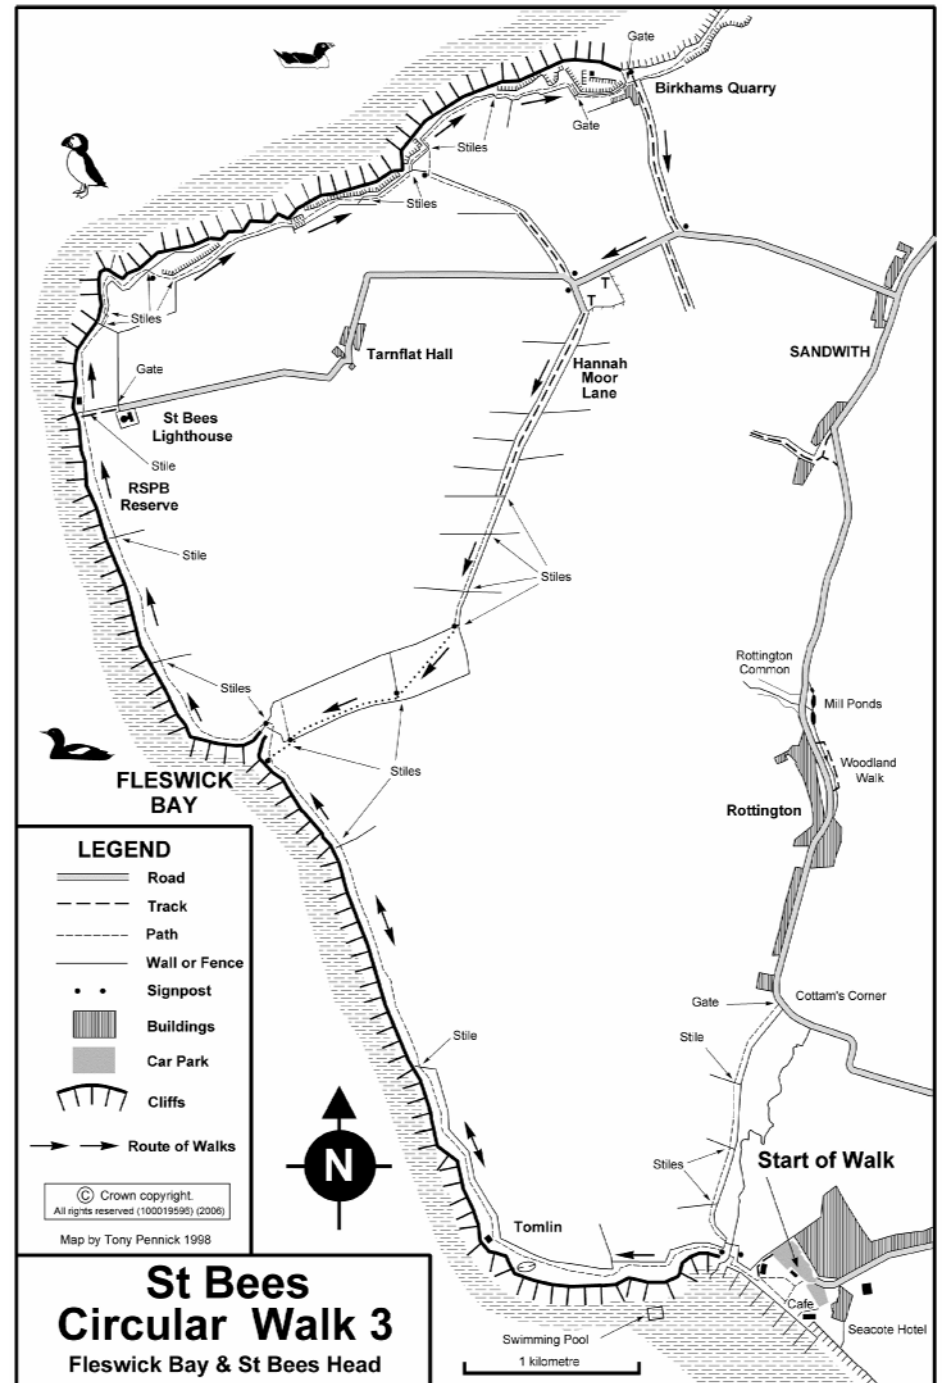 Gate
Birkhams Quarry
Gate
Stiles
Stiles
T
T
Stiles
Tarnflat Hall
SANDWITH
Hannah
Moor
Lane
Gate
St Bees
Lighthouse
Stile
RSPB
Reserve
Stile
Stiles
Rottington
Common
Stiles
Mill Ponds
Woodland
Walk
Stiles
FLESWICK
BAY
Rottington
LEGEND
Road
Track
Path
Wall or Fence
Signpost
Buildings
Car Park
Cliffs
Route of Walks
© Crown copyright.
All rights reserved (100019596) (2006)
Map by Tony Pennick 1998
Gate
Cottam's Corner
Stile
Stile
N
Stiles
Start of Walk
Tomlin
Cafe
Seacote Hotel
Swimming Pool
1 kilometre
St Bees
Circular Walk 3
Fleswick Bay & St Bees Head